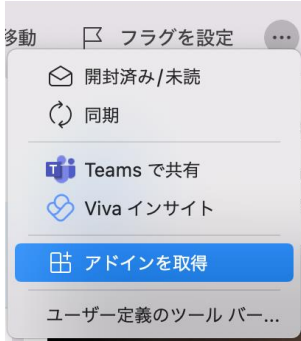 移動 フラグを設定 ...
開封済み/未読
同期
Teams で共有
Viva インサイト
アドインを取得
ユーザー定義のツール バー...